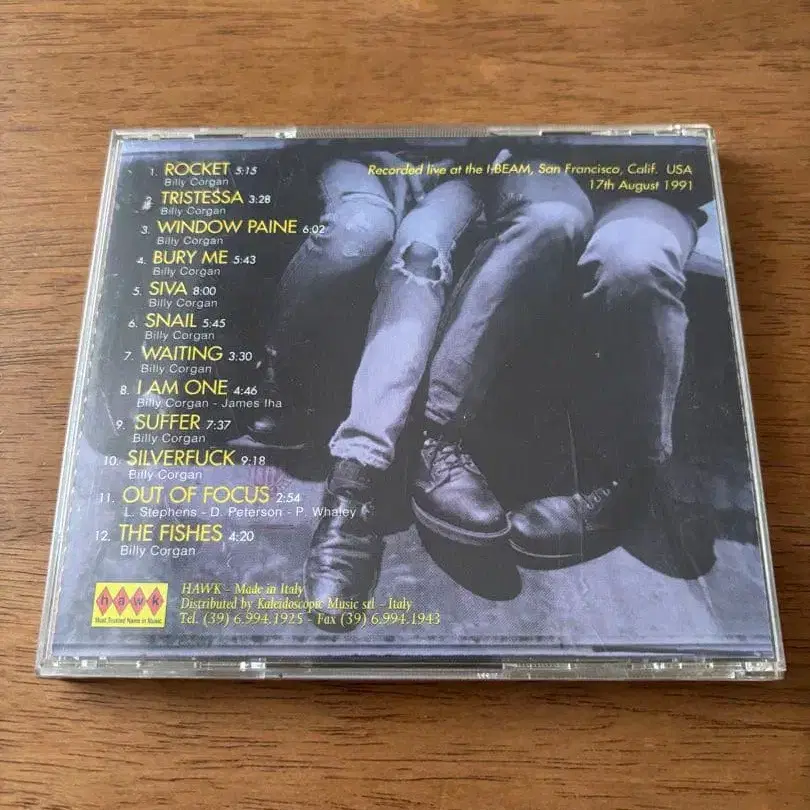 1. ROCKET 5:15
Billy Corgan
2. TRISTESSA 3:28
Billy Corgan
3. WINDOW PAINE 6:02
Billy Corgan
4. BURY ME 5:43
Billy Corgan
5. SIVA 8:00
Billy Corgan
6. SNAIL 5:45
Billy Corgan
7. WAITING 3:30
Billy Corgan
8. I AM ONE 4:46
Billy Corgan - James Iha
9. SUFFER 7:37
Billy Corgan
10. SILVERFUCK 9:18
Billy Corgan
11. OUT OF FOCUS 2:54
L. Stephens - D. Peterson - P. Whaley
12. THE FISHES 4:20
Billy Corgan
Recorded live at the I-BEAM, San Francisco, Calif. USA
17th August 1991
hawk
Most Trusted Name in Music
HAWK - Made in Italy
Distributed by Kaleidoscopic Music srl - Italy
Tel. (39) 6.994.1925 - Fax (39) 6.994.1943